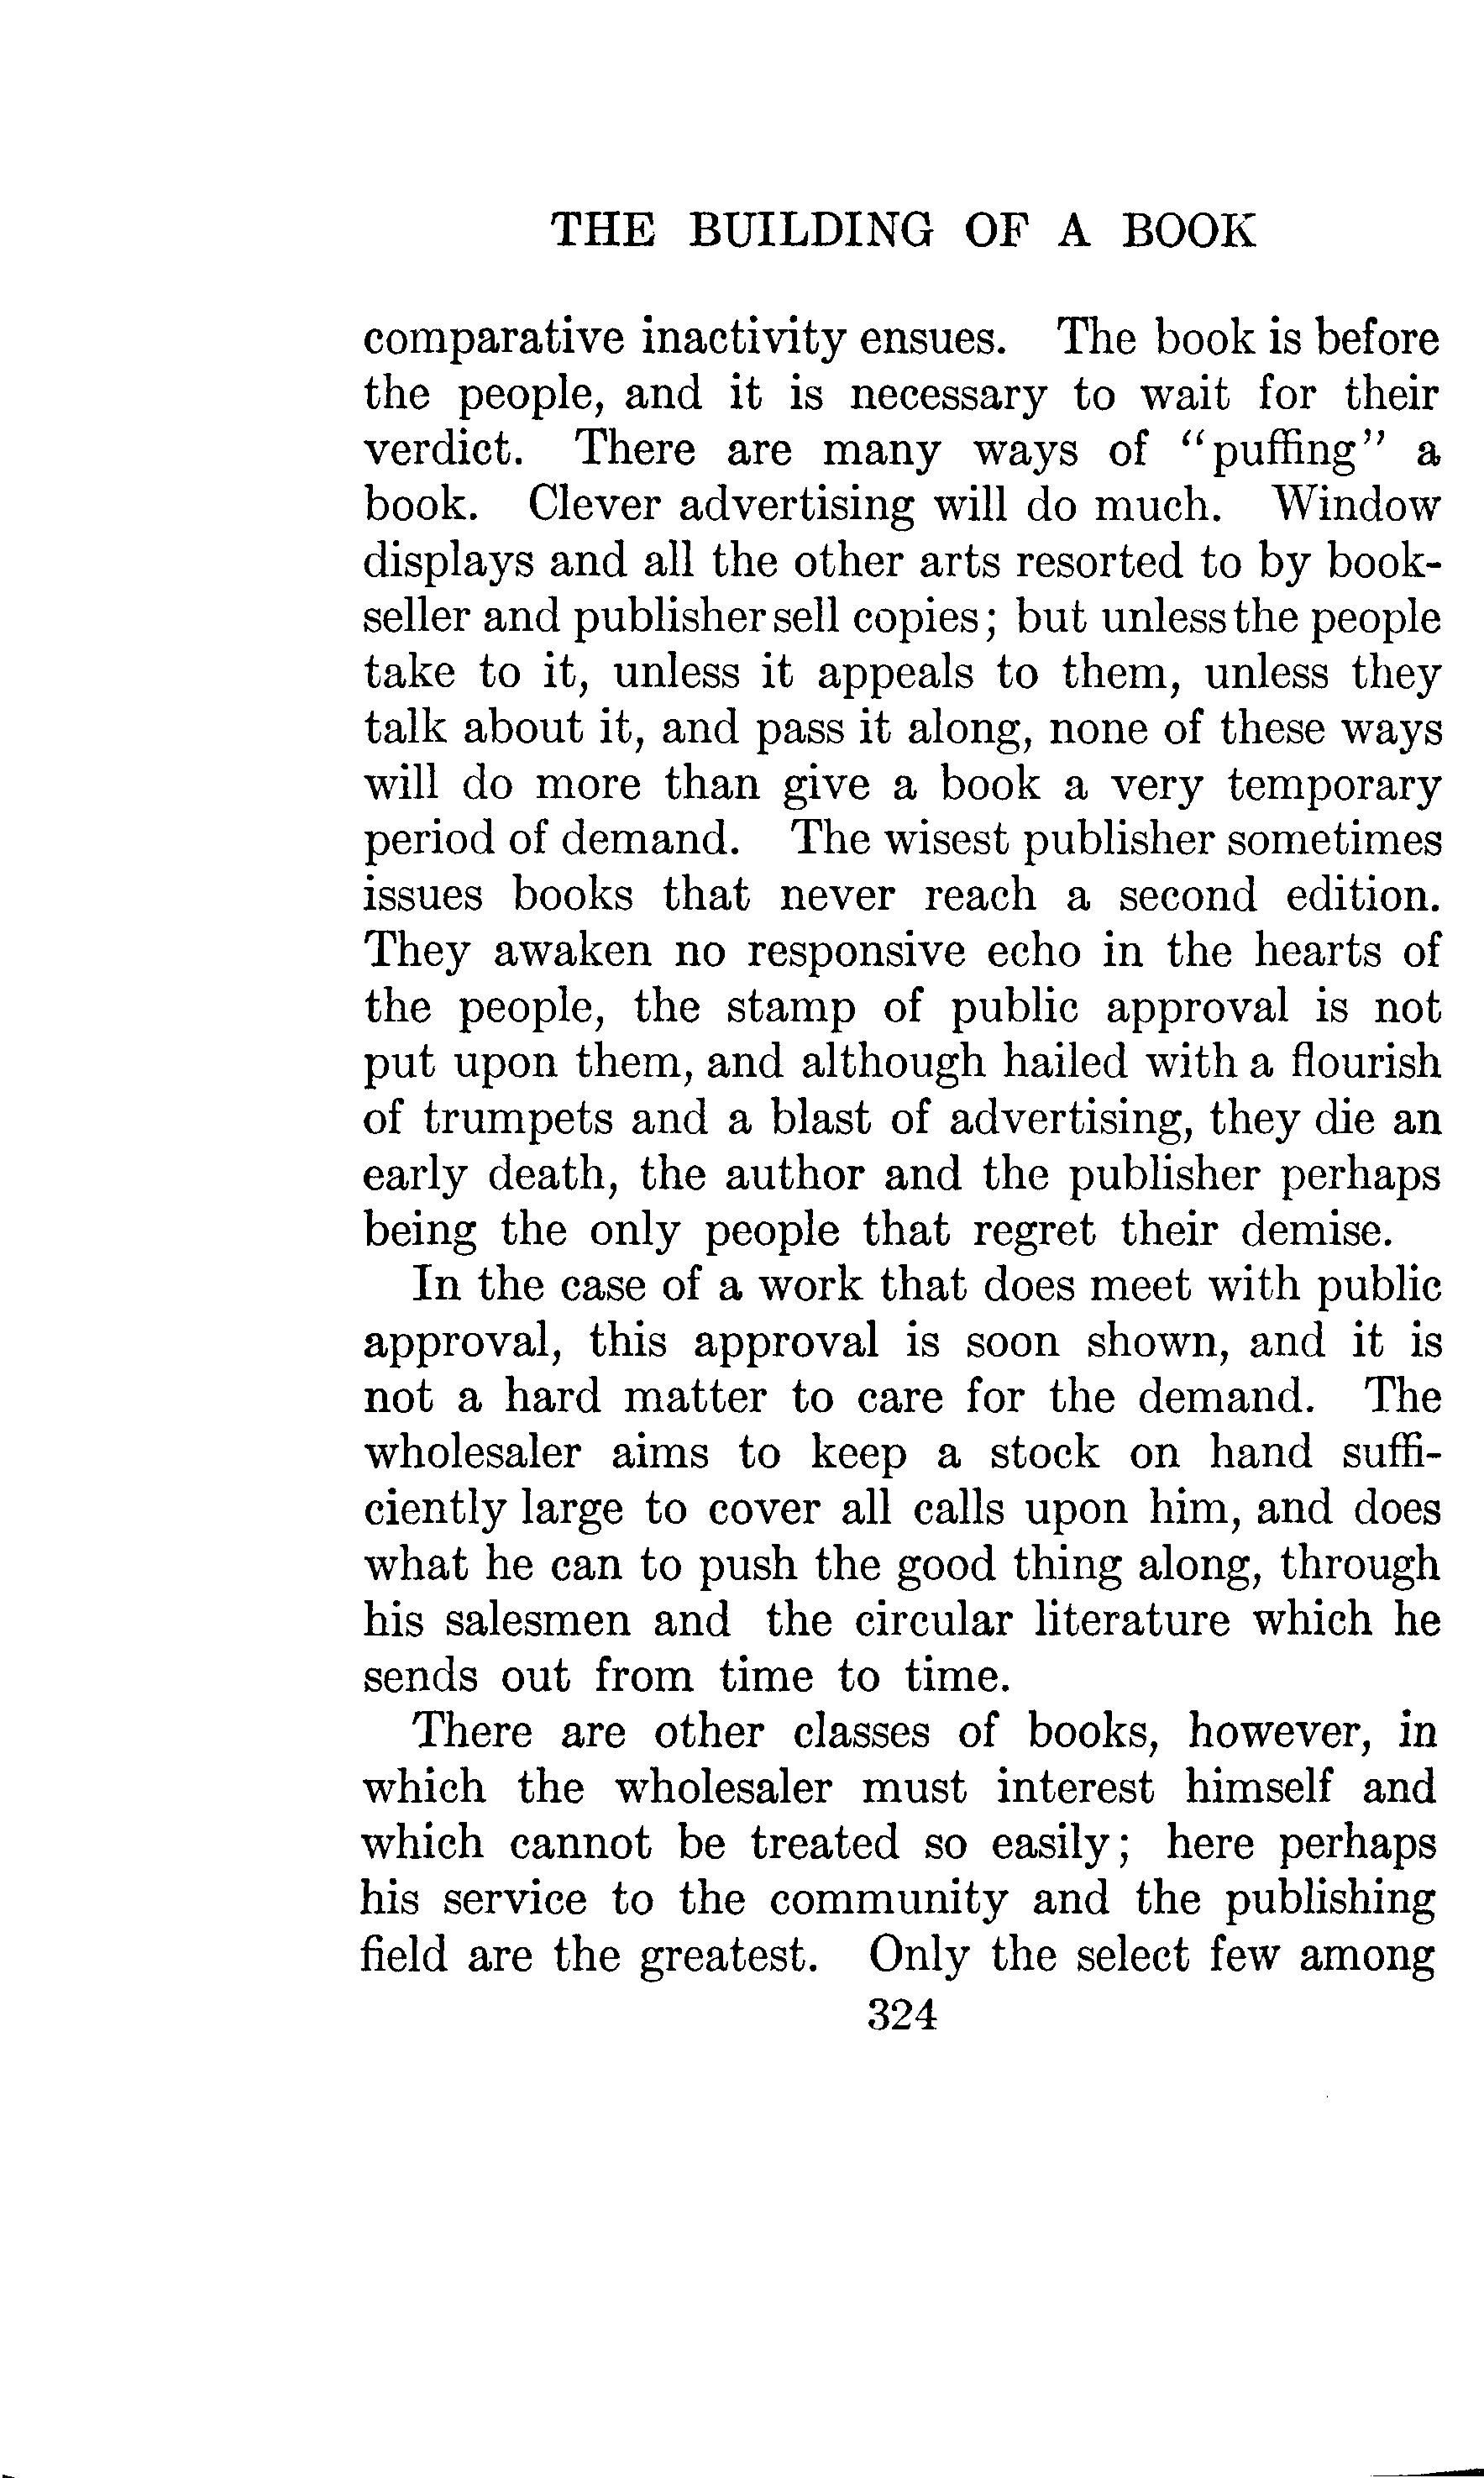 THE BUILDING OF A BOOK
comparative inactivity ensues. The book is before
the people, and it is necessary to wait for their
verdict. There are many ways of "puffing" a
book. Clever advertising will do much. Window
displays and all the other arts resorted to by book-
seller and publisher sell copies; but unless the people
take to it, unless it appeals to them, unless they
talk about it, and pass it along, none of these ways
will do more than give a book a very temporary
period of demand. The wisest publisher sometimes
issues books that never reach a second edition.
They awaken no responsive echo in the hearts of
the people, the stamp of public approval is not
put upon them, and although hailed with a flourish
of trumpets and a blast of advertising, they die an
early death, the author and the publisher perhaps
being the only people that regret their demise.
In the case of a work that does meet with public
approval, this approval is soon shown, and it is
not a hard matter to care for the demand. The
wholesaler aims to keep a stock on hand suffi-
ciently large to cover all calls upon him, and does
what he can to push the good thing along, through
his salesmen and the circular literature which he
sends out from time to time.
There are other classes of books, however, in
which the wholesaler must interest himself and
which cannot be treated so easily; here perhaps
his service to the community and the publishing
field are the greatest. Only the select few among
324